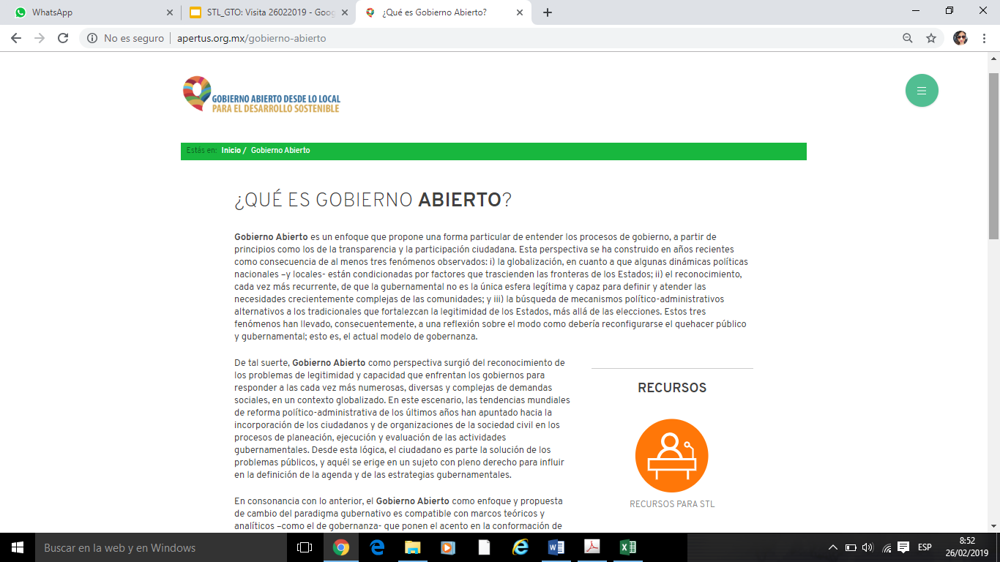 WhatsApp
STL_GTO: Visita 26022019 - Goog
¿Qué es Gobierno Abierto?
No es seguro
apertus.org.mx/gobierno-abierto
GOBIERNO ABIERTO DESDE LO LOCAL
PARA EL DESARROLLO SOSTENIBLE
Estás en: Inicio / Gobierno Abierto
¿QUÉ ES GOBIERNO ABIERTO?
Gobierno Abierto es un enfoque que propone una forma particular de entender los procesos de gobierno, a partir de
principios como los de la transparencia y la participación ciudadana. Esta perspectiva se ha construido en años recientes
como consecuencia de al menos tres fenómenos observados: i) la globalización, en cuanto a que algunas dinámicas políticas
nacionales –y locales- están condicionadas por factores que trascienden las fronteras de los Estados; ii) el reconocimiento,
cada vez más recurrente, de que la gubernamental no es la única esfera legítima y capaz para definir y atender las
necesidades crecientemente complejas de las comunidades; y iii) la búsqueda de mecanismos político-administrativos
alternativos a los tradicionales que fortalezcan la legitimidad de los Estados, más allá de las elecciones. Estos tres
fenómenos han llevado, consecuentemente, a una reflexión sobre el modo como debería reconfigurarse el quehacer público
y gubernamental; esto es, el actual modelo de gobernanza.
De tal suerte, Gobierno Abierto como perspectiva surgió del reconocimiento de
los problemas de legitimidad y capacidad que enfrentan los gobiernos para
responder a las cada vez más numerosas, diversas y complejas de demandas
sociales, en un contexto globalizado. En este escenario, las tendencias mundiales
de reforma político-administrativa de los últimos años han apuntado hacia la
incorporación de los ciudadanos y de organizaciones de la sociedad civil en los
procesos de planeación, ejecución y evaluación de las actividades
gubernamentales. Desde esta lógica, el ciudadano es parte la solución de los
problemas públicos, y aquél se erige en un sujeto con pleno derecho para influir
en la definición de la agenda y de las estrategias gubernamentales.
En consonancia con lo anterior, el Gobierno Abierto como enfoque y propuesta
de cambio del paradigma gubernativo es compatible con marcos teóricos y
analíticos –como el de gobernanza- que ponen el acento en la conformación de
RECURSOS
RECURSOS PARA STL
Buscar en la web y en Windows
ESP
8:52
26/02/2019